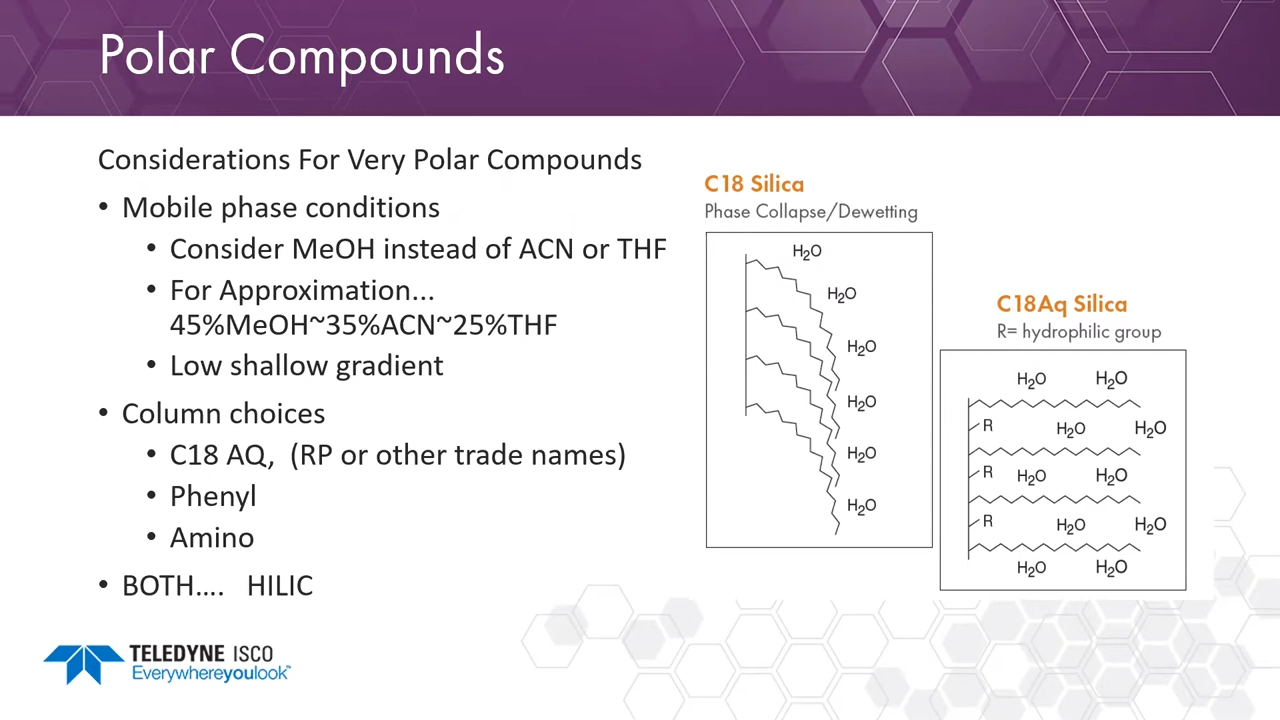 Polar Compounds
Considerations For Very Polar Compounds
• Mobile phase conditions
• Consider MeOH instead of ACN or THF
• For Approximation...
45%MeOH~35%ACN~25%THF
• Low shallow gradient
• Column choices
• C18 AQ, (RP or other trade names)
• Phenyl
• Amino
• BOTH.... HILIC
C18 Silica
Phase Collapse/Dewetting
H₂O
H₂O
H₂O
H₂O
H₂O
H₂O
C18Aq Silica
R= hydrophilic group
H₂O H₂O
R H₂O H₂O
R H₂O H₂O
R H₂O H₂O
H₂O H₂O
TELEDYNE ISCO
Everywhereyoulook™